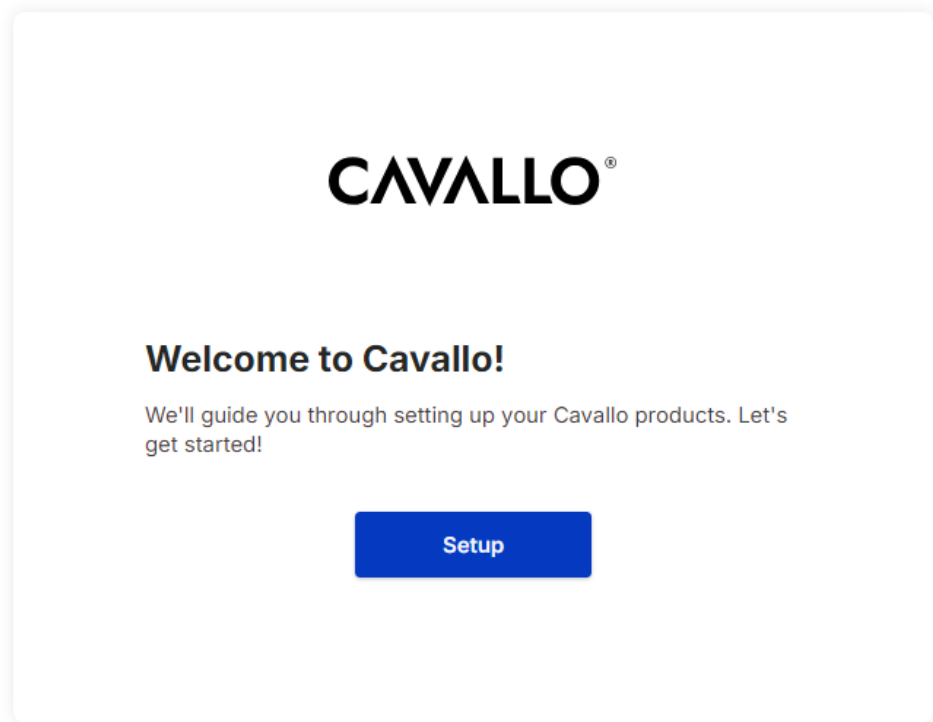 CAVALLO®
Welcome to Cavallo!
We'll guide you through setting up your Cavallo products. Let's
get started!
Setup